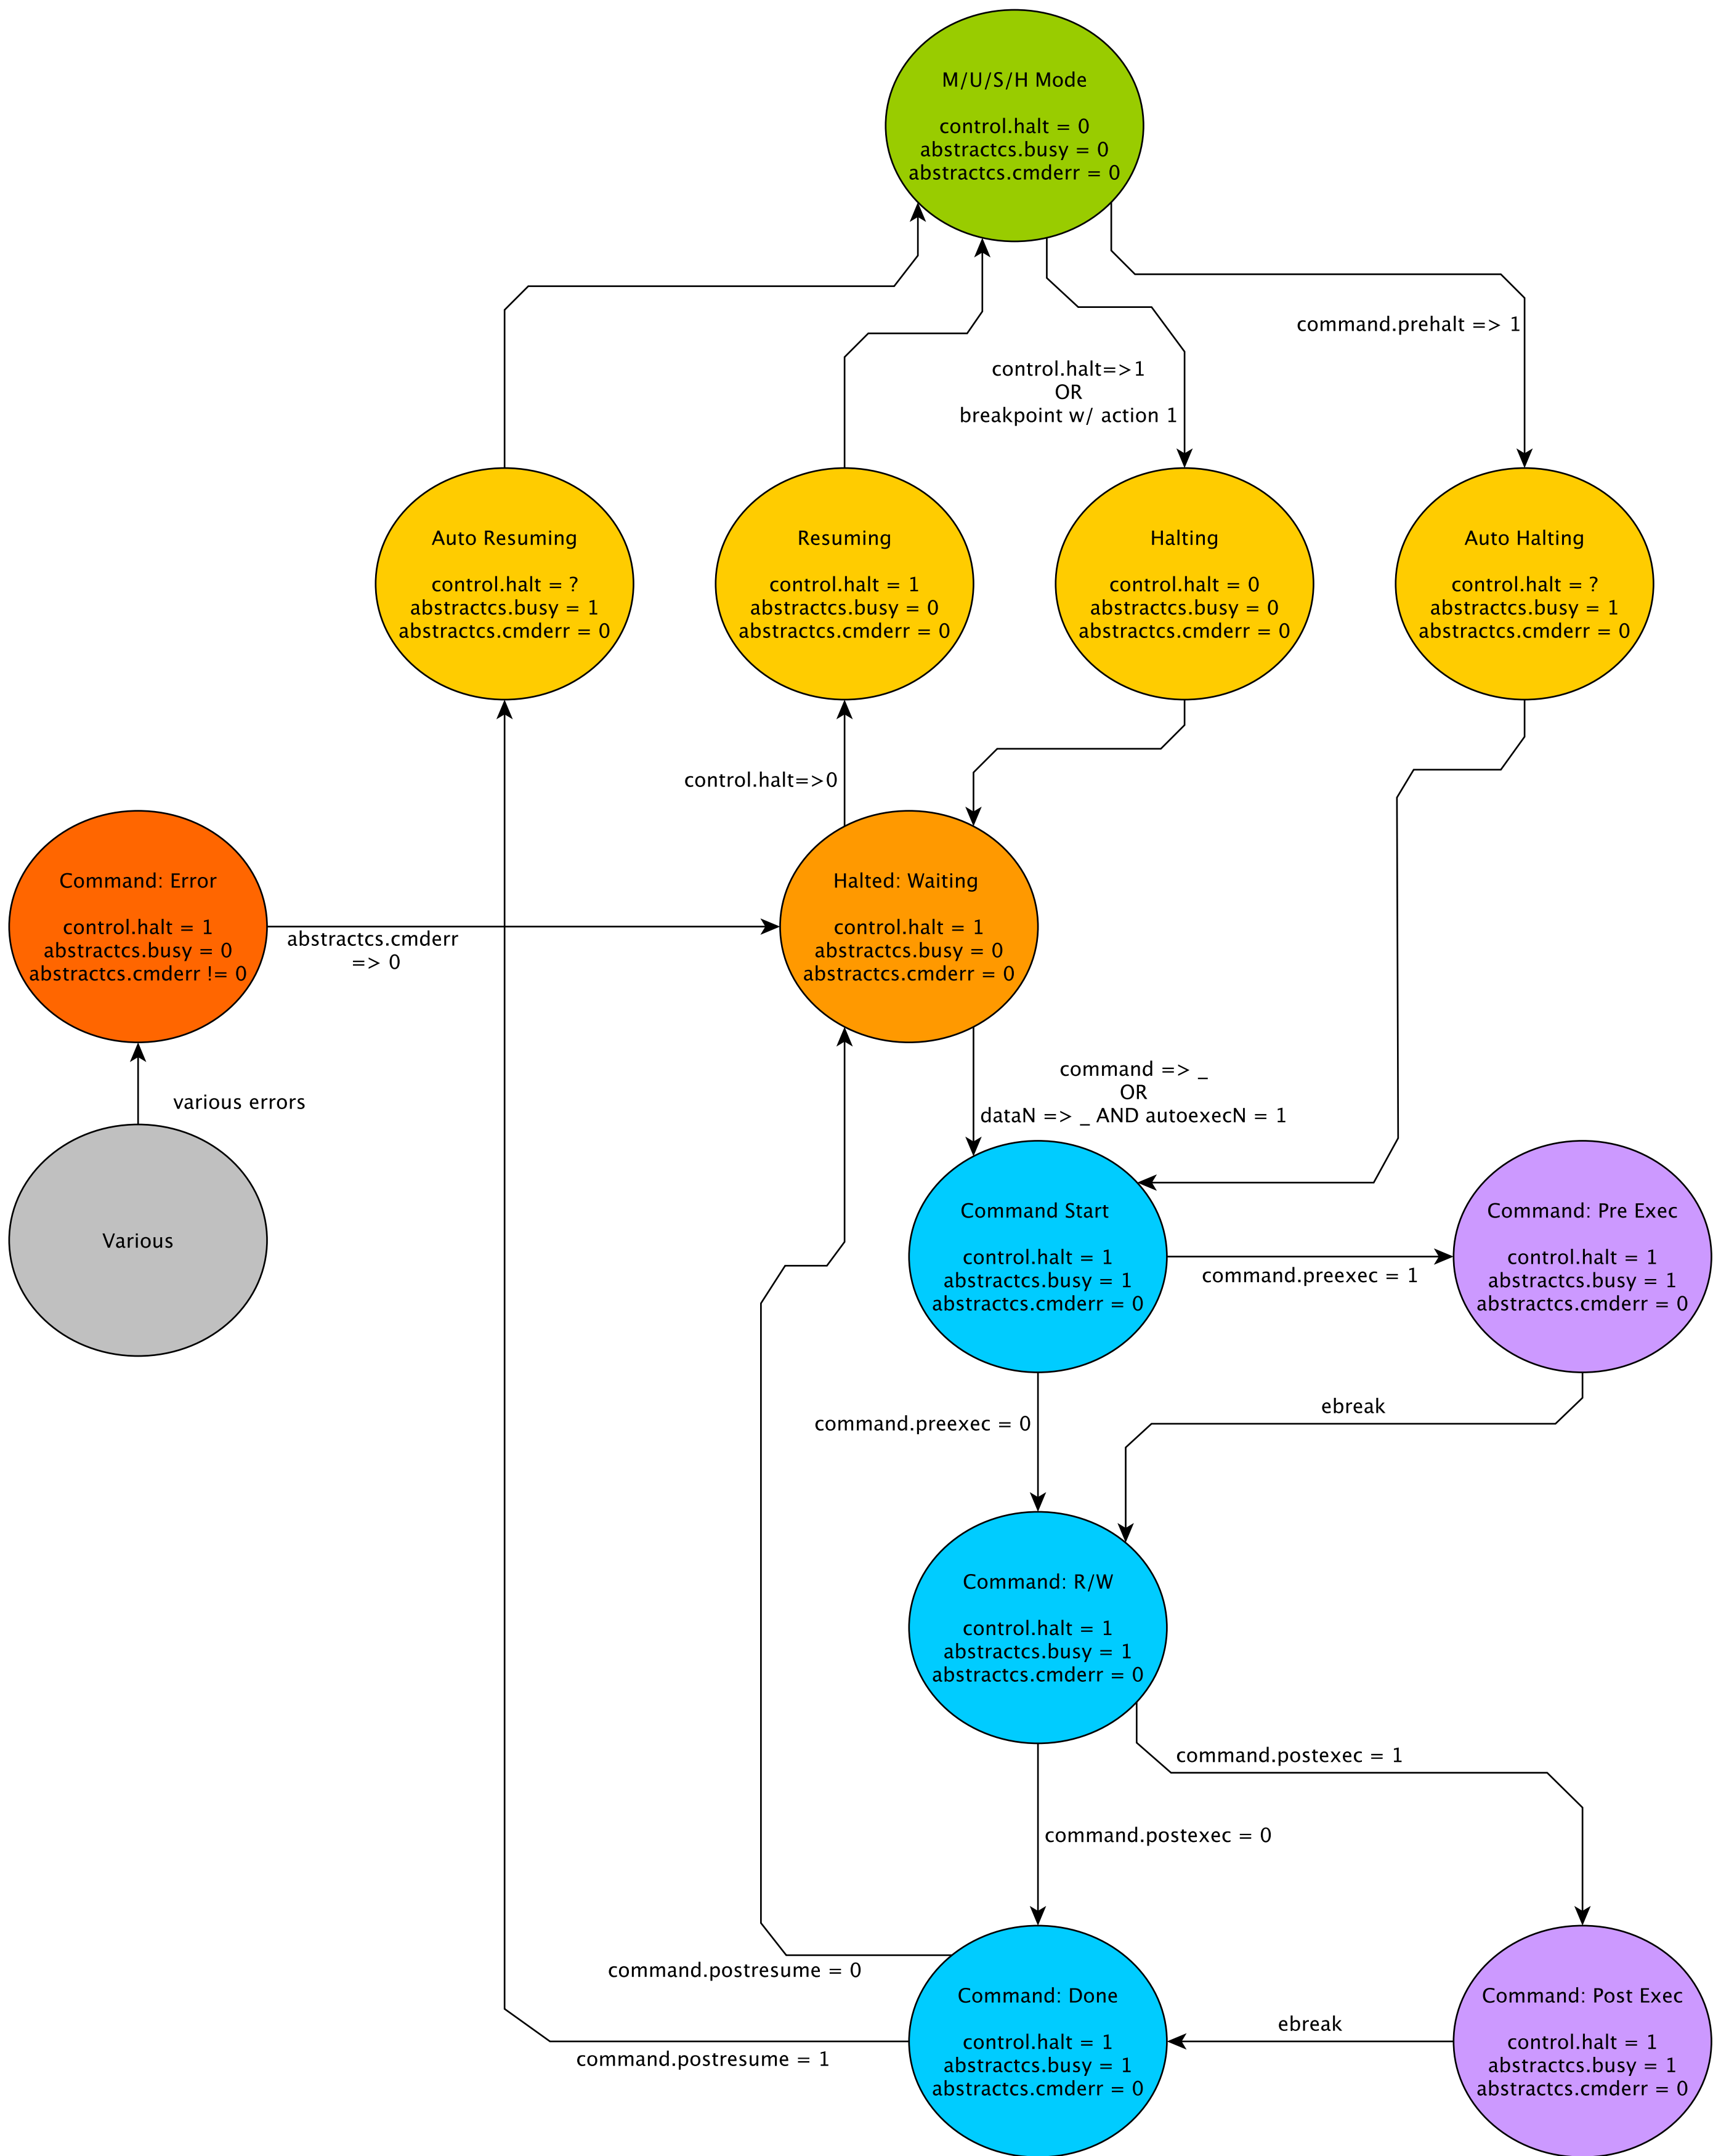 M/U/S/H Mode
control.halt = 0
abstractcs.busy = 0
abstractcs.cmderr = 0
command.prehalt => 1
control.halt=>1
OR
breakpoint w/ action 1
Auto Resuming
control.halt = ?
abstractcs.busy = 1
abstractcs.cmderr = 0
Resuming
control.halt = 1
abstractcs.busy = 0
abstractcs.cmderr = 0
Halting
control.halt = 0
abstractcs.busy = 0
abstractcs.cmderr = 0
Auto Halting
control.halt = ?
abstractcs.busy = 1
abstractcs.cmderr = 0
control.halt=>0
Command: Error
control.halt = 1
abstractcs.busy = 0
abstractcs.cmderr != 0
abstractcs.cmderr
=> 0
Halted: Waiting
control.halt = 1
abstractcs.busy = 0
abstractcs.cmderr = 0
various errors
command => _
OR
dataN => _ AND autoexecN = 1
Various
Command Start
control.halt = 1
abstractcs.busy = 1
abstractcs.cmderr = 0
command.preexec = 1
Command: Pre Exec
control.halt = 1
abstractcs.busy = 1
abstractcs.cmderr = 0
command.preexec = 0
ebreak
Command: R/W
control.halt = 1
abstractcs.busy = 1
abstractcs.cmderr = 0
command.postexec = 1
command.postexec = 0
command.postresume = 0
Command: Done
control.halt = 1
abstractcs.busy = 1
abstractcs.cmderr = 0
ebreak
Command: Post Exec
control.halt = 1
abstractcs.busy = 1
abstractcs.cmderr = 0
command.postresume = 1